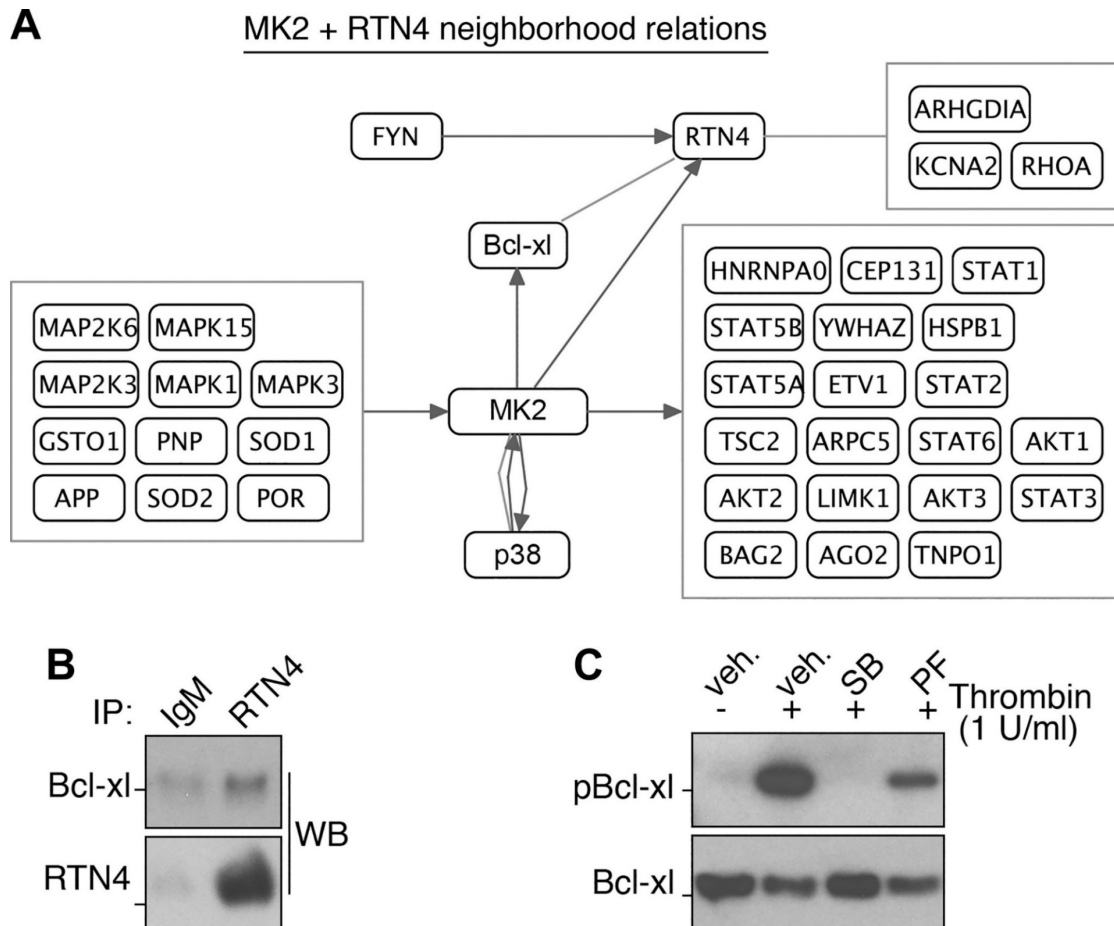 A
MK2 + RTN4 neighborhood relations
FYN
RTN4
ARHGDIA
KCNA2 RHOA
Bcl-xl
MAP2K6 MAPK15
MAP2K3 MAPK1 MAPK3
GSTO1 PNP SOD1
APP SOD2 POR
MK2
p38
HNRNPA0 CEP131 STAT1
STAT5B YWHAZ HSPB1
STAT5A ETV1 STAT2
TSC2 ARPC5 STAT6 AKT1
AKT2 LIMK1 AKT3 STAT3
BAG2 AGO2 TNPO1
B
IP: IgM RTN4
Bcl-xl
RTN4
WB
C
veh. veh. SB PF
- + + + Thrombin
(1 U/ml)
pBcl-xl
Bcl-xl